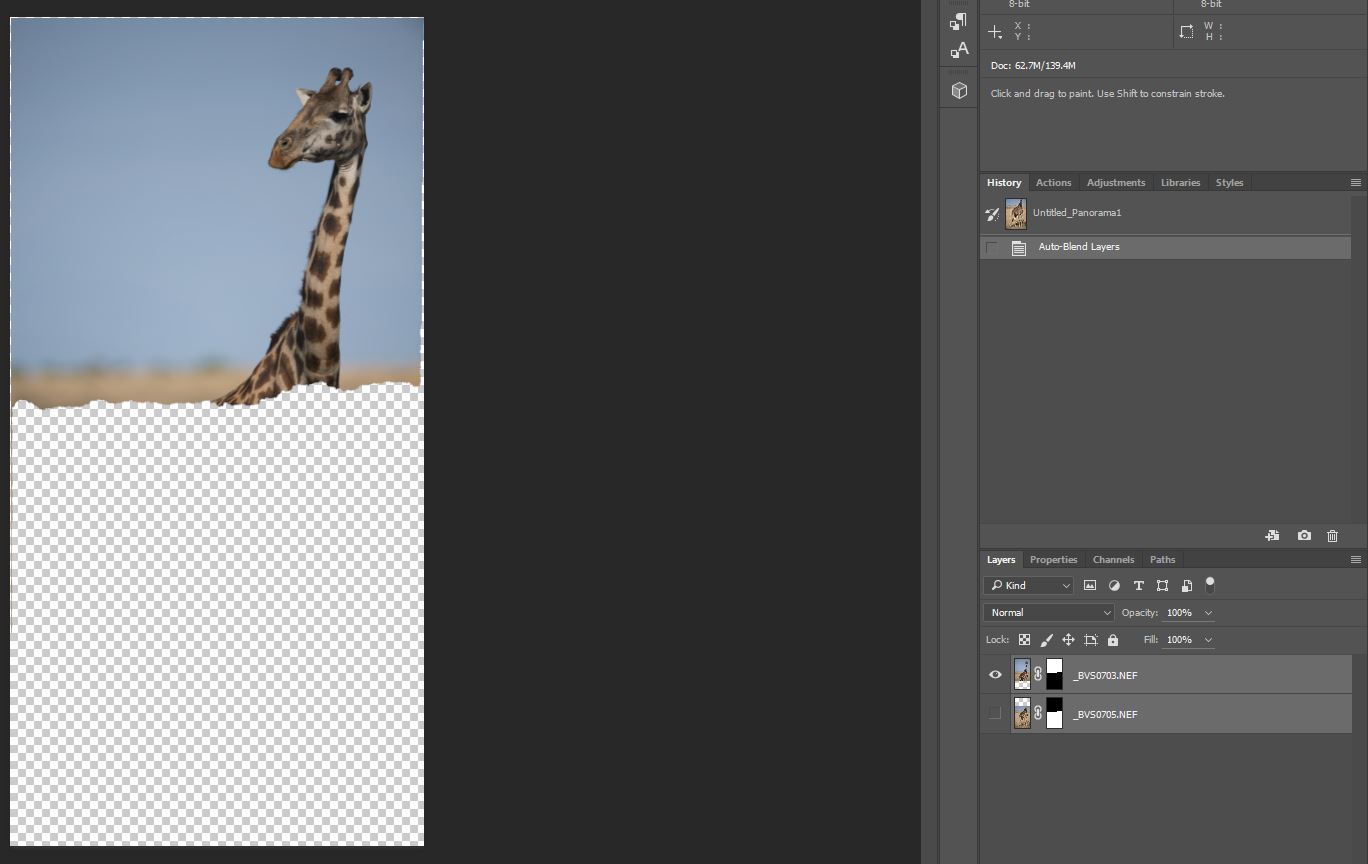 8-bit 8-bit
X : W :
Y : H :
Doc: 62.7M/139.4M
Click and drag to paint. Use Shift to constrain stroke.
History Actions Adjustments Libraries Styles
Untitled_Panorama1
Auto-Blend Layers
Layers Properties Channels Paths
Kind
Normal Opacity: 100%
Lock: Fill: 100%
_BVS0703.NEF
_BVS0705.NEF